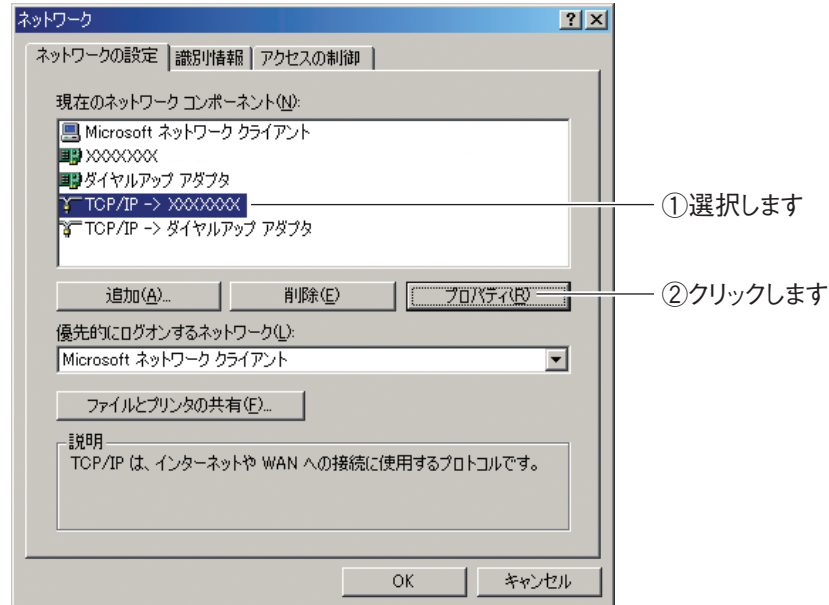 ネットワーク
ネットワークの設定 識別情報 アクセスの制御
現在のネットワーク コンポーネント(N):
Microsoft ネットワーク クライアント
XXXXXXX
ダイヤルアップ アダプタ
TCP/IP -> XXXXXXX
①選択します
TCP/IP -> ダイヤルアップ アダプタ
追加(A)... 削除(E) プロパティ(R)
②クリックします
優先的にログオンするネットワーク(L):
Microsoft ネットワーク クライアント
ファイルとプリンタの共有(F)...
説明
TCP/IP は、インターネットや WAN への接続に使用するプロトコルです。
OK キャンセル